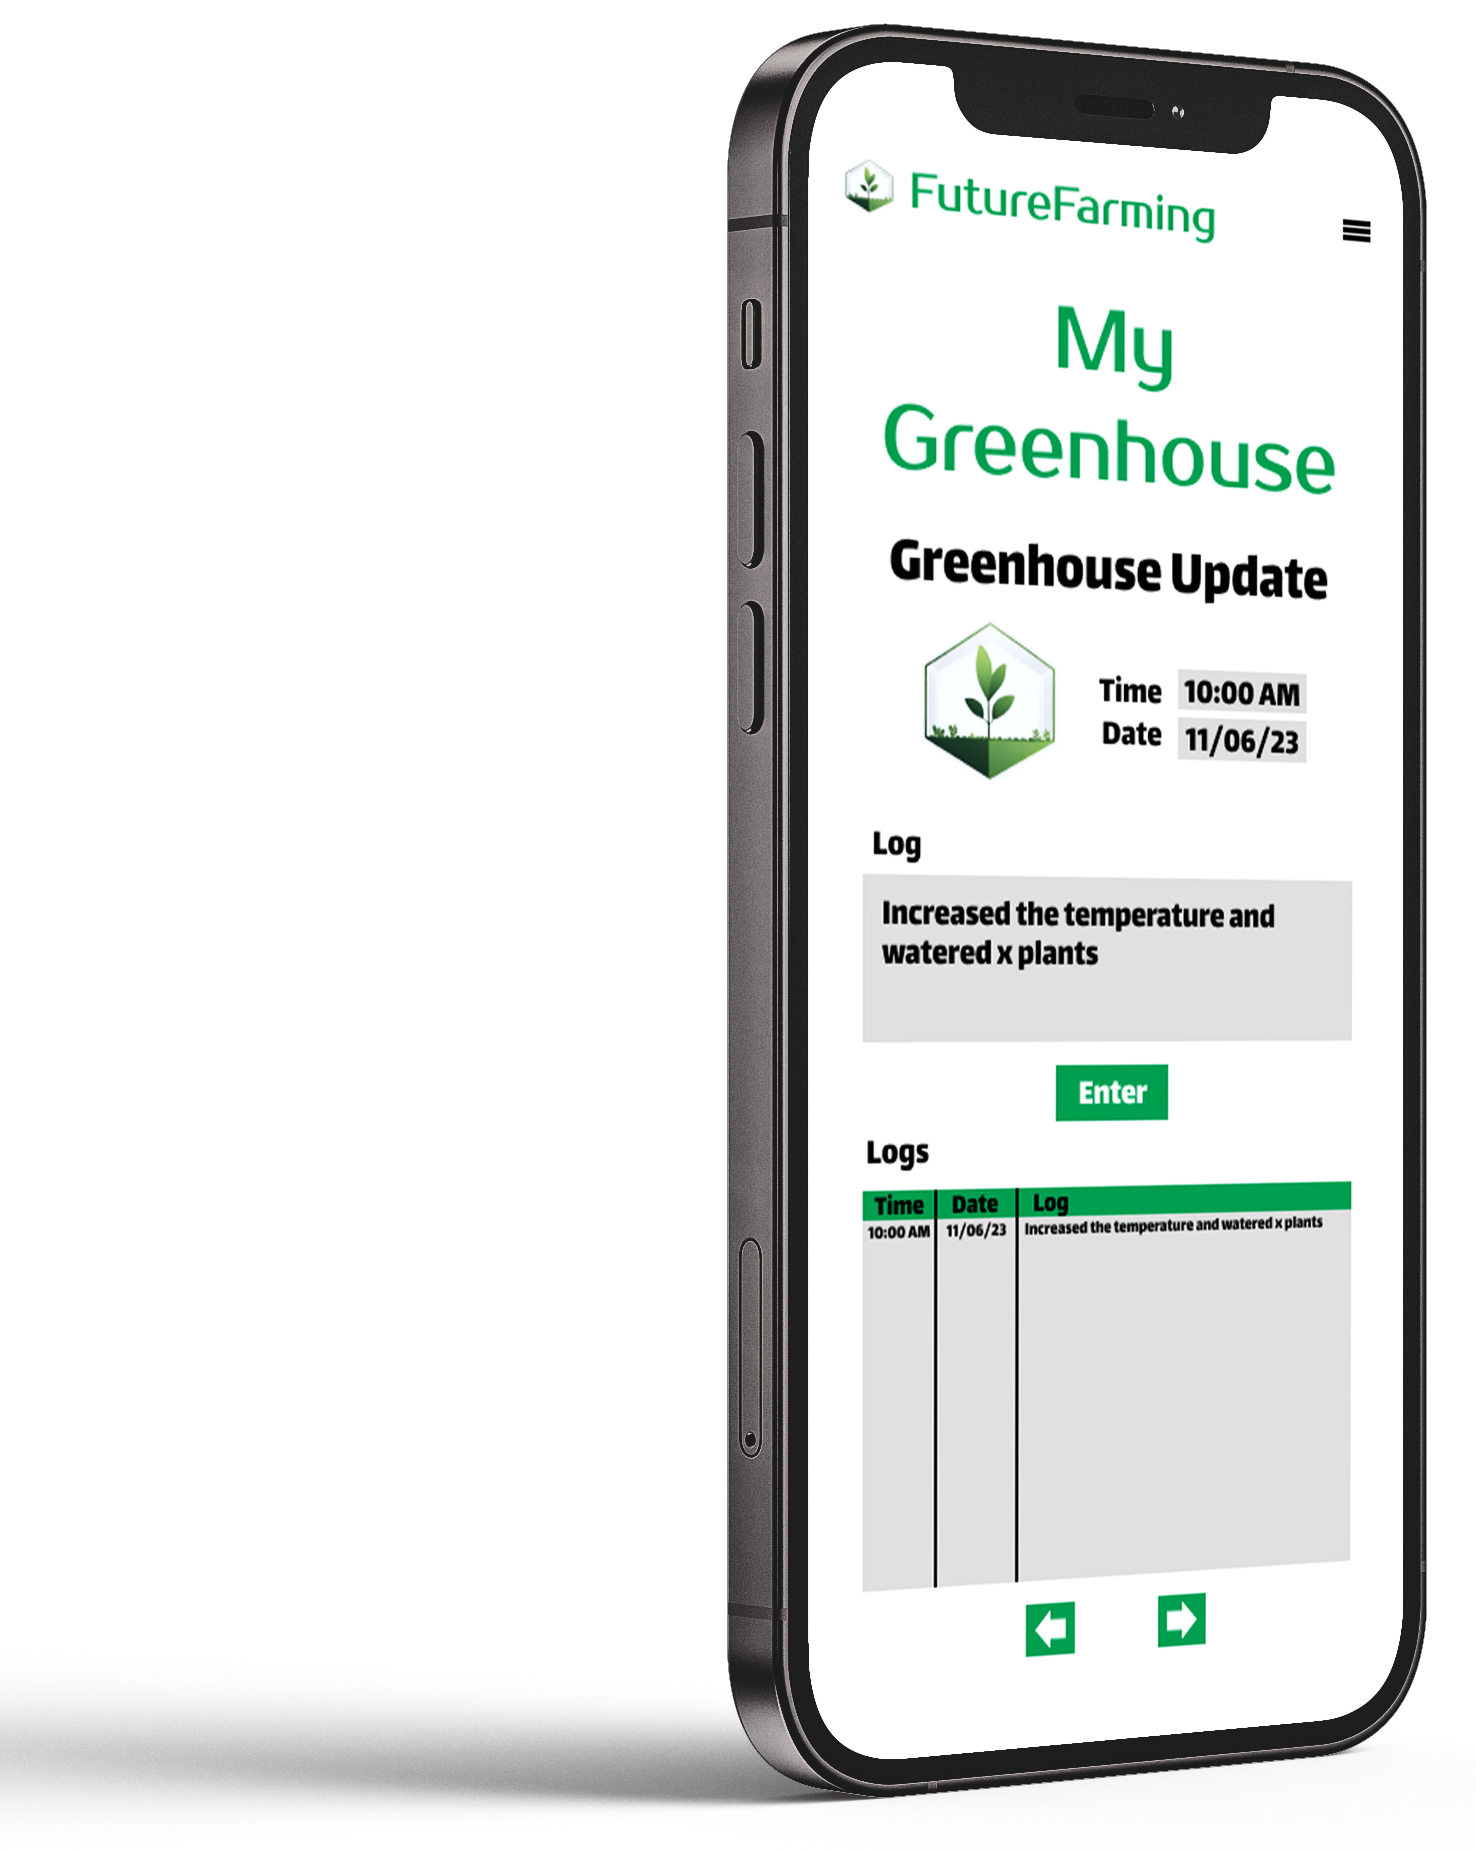 FutureFarming
My
Greenhouse
Greenhouse Update
Time 10:00 AM
Date 11/06/23
Log
Increased the temperature and
watered x plants
Enter
Logs
Time Date Log
10:00 AM 11/06/23 Increased the temperature and watered x plants